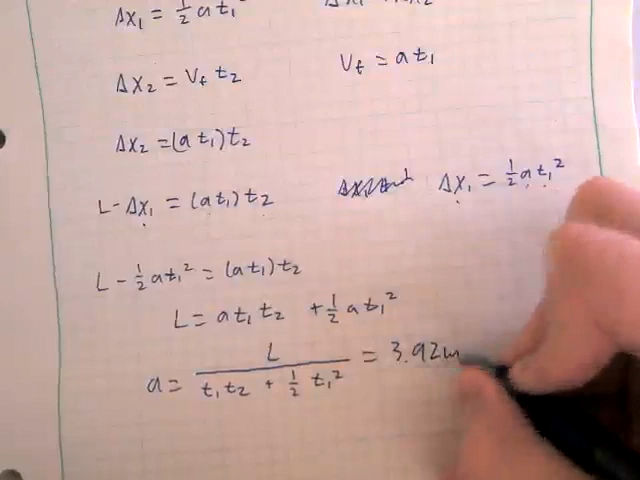 Δx₁ = ½ a t₁
Δx₂ = V_f t₂
V_f = a t₁
Δx₂ = (a t₁) t₂
L - Δx₁ = (a t₁) t₂
Δx₁ = ½ a t₁²
L - ½ a t₁² = (a t₁) t₂
L = a t₁ t₂ + ½ a t₁²
a = L / (t₁ t₂ + ½ t₁²) = 3.92 m